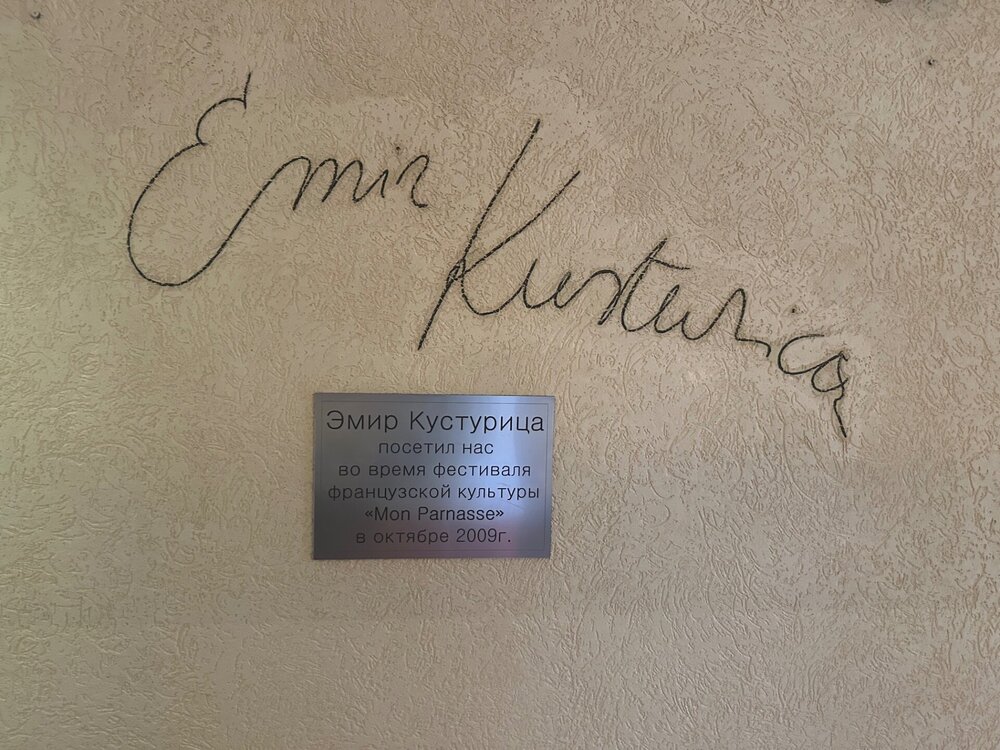 Emir
Kusturica
Эмир Кустурица
посетил нас
во время фестиваля
французской культуры
«Mon Parnasse»
в октябре 2009г.